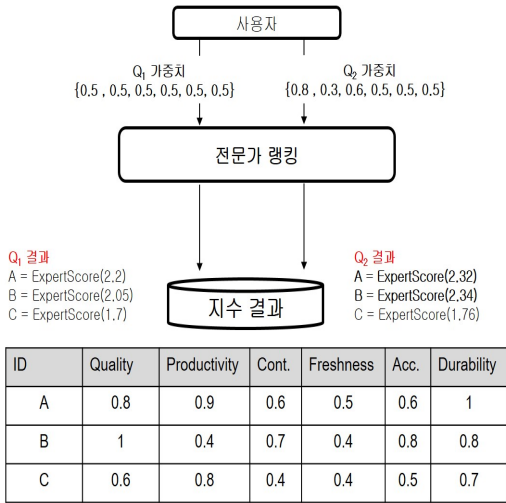 사용자
Q₁ 가중치
{0.5 , 0.5, 0.5, 0.5, 0.5, 0.5}
Q₂ 가중치
{0.8 , 0.3, 0.6, 0.5, 0.5, 0.5}
전문가 랭킹
Q₁ 결과
A = ExpertScore(2.2)
B = ExpertScore(2.05)
C = ExpertScore(1.7)
지수 결과
Q₂ 결과
A = ExpertScore(2.32)
B = ExpertScore(2.34)
C = ExpertScore(1.76)
ID Quality Productivity Cont. Freshness Acc. Durability
A 0.8 0.9 0.6 0.5 0.6 1
B 1 0.4 0.7 0.4 0.8 0.8
C 0.6 0.8 0.4 0.4 0.5 0.7